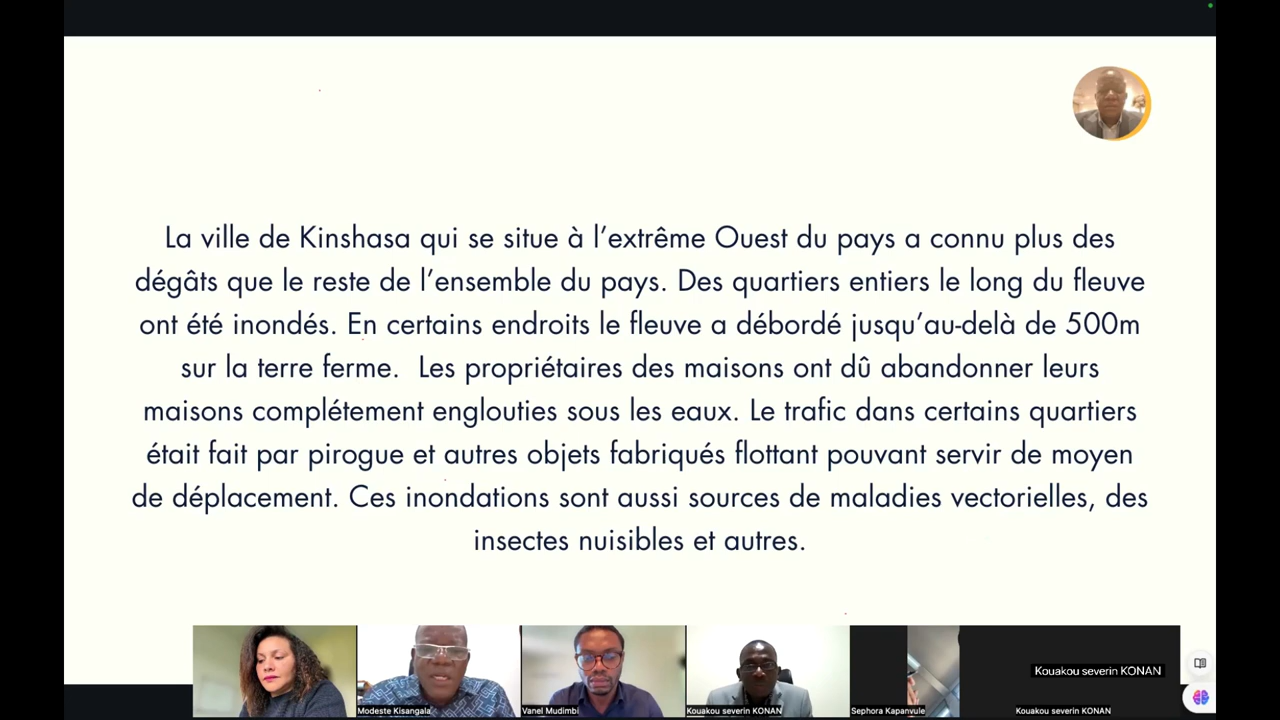 La ville de Kinshasa qui se situe à l’extrême Ouest du pays a connu plus des
dégâts que le reste de l’ensemble du pays. Des quartiers entiers le long du fleuve
ont été inondés. En certains endroits le fleuve a débordé jusqu’au-delà de 500m
sur la terre ferme.  Les propriétaires des maisons ont dû abandonner leurs
maisons complétement englouties sous les eaux. Le trafic dans certains quartiers
était fait par pirogue et autres objets fabriqués flottant pouvant servir de moyen
de déplacement. Ces inondations sont aussi sources de maladies vectorielles, des
insectes nuisibles et autres.
Kouakou severin KONAN
Modeste Kisangala
Vanel Mudimbi
Kouakou severin KONAN
Sephora Kapanvule
Kouakou severin KONAN